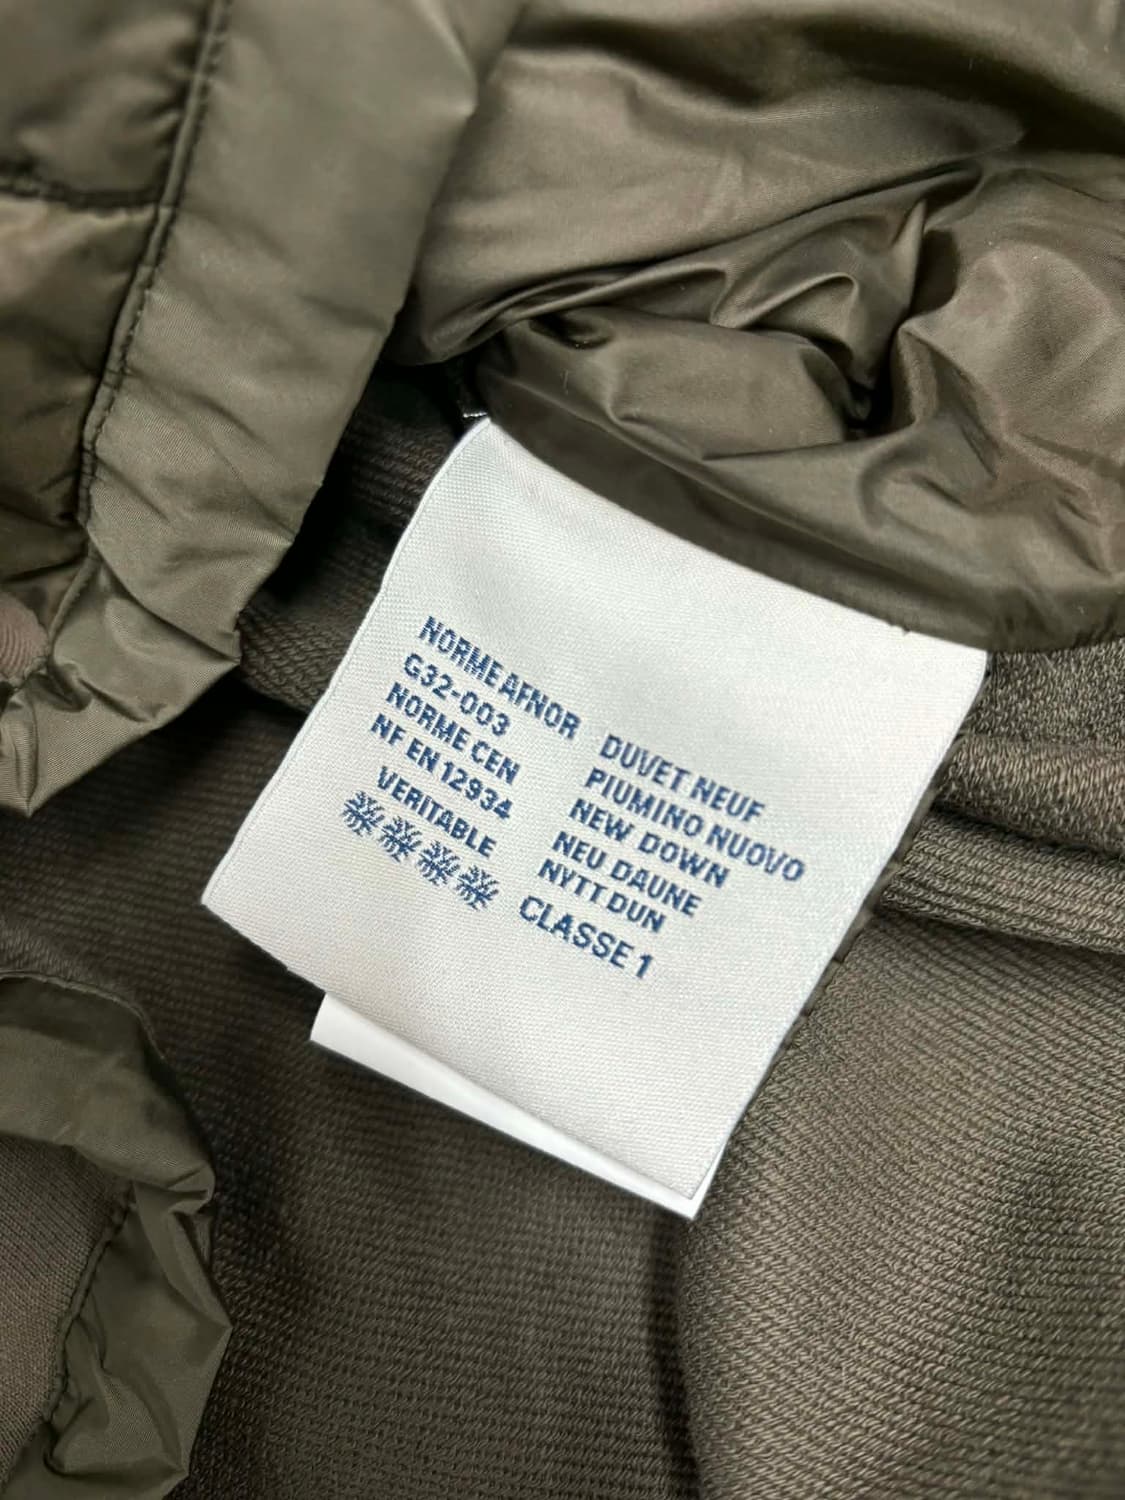 NORME AFNOR
G32-003
NORME CEN
NF EN 12934
VERITABLE
DUVET NEUF
PIUMINO NUOVO
NEW DOWN
NEU DAUNE
NYTT DUN
CLASSE 1